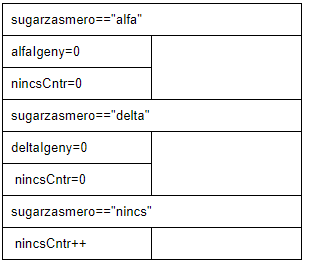 sugarzasmero=="alfa"
alfaIgeny=0
nincsCntr=0
sugarzasmero=="delta"
deltaIgeny=0
nincsCntr=0
sugarzasmero=="nincs"
nincsCntr++